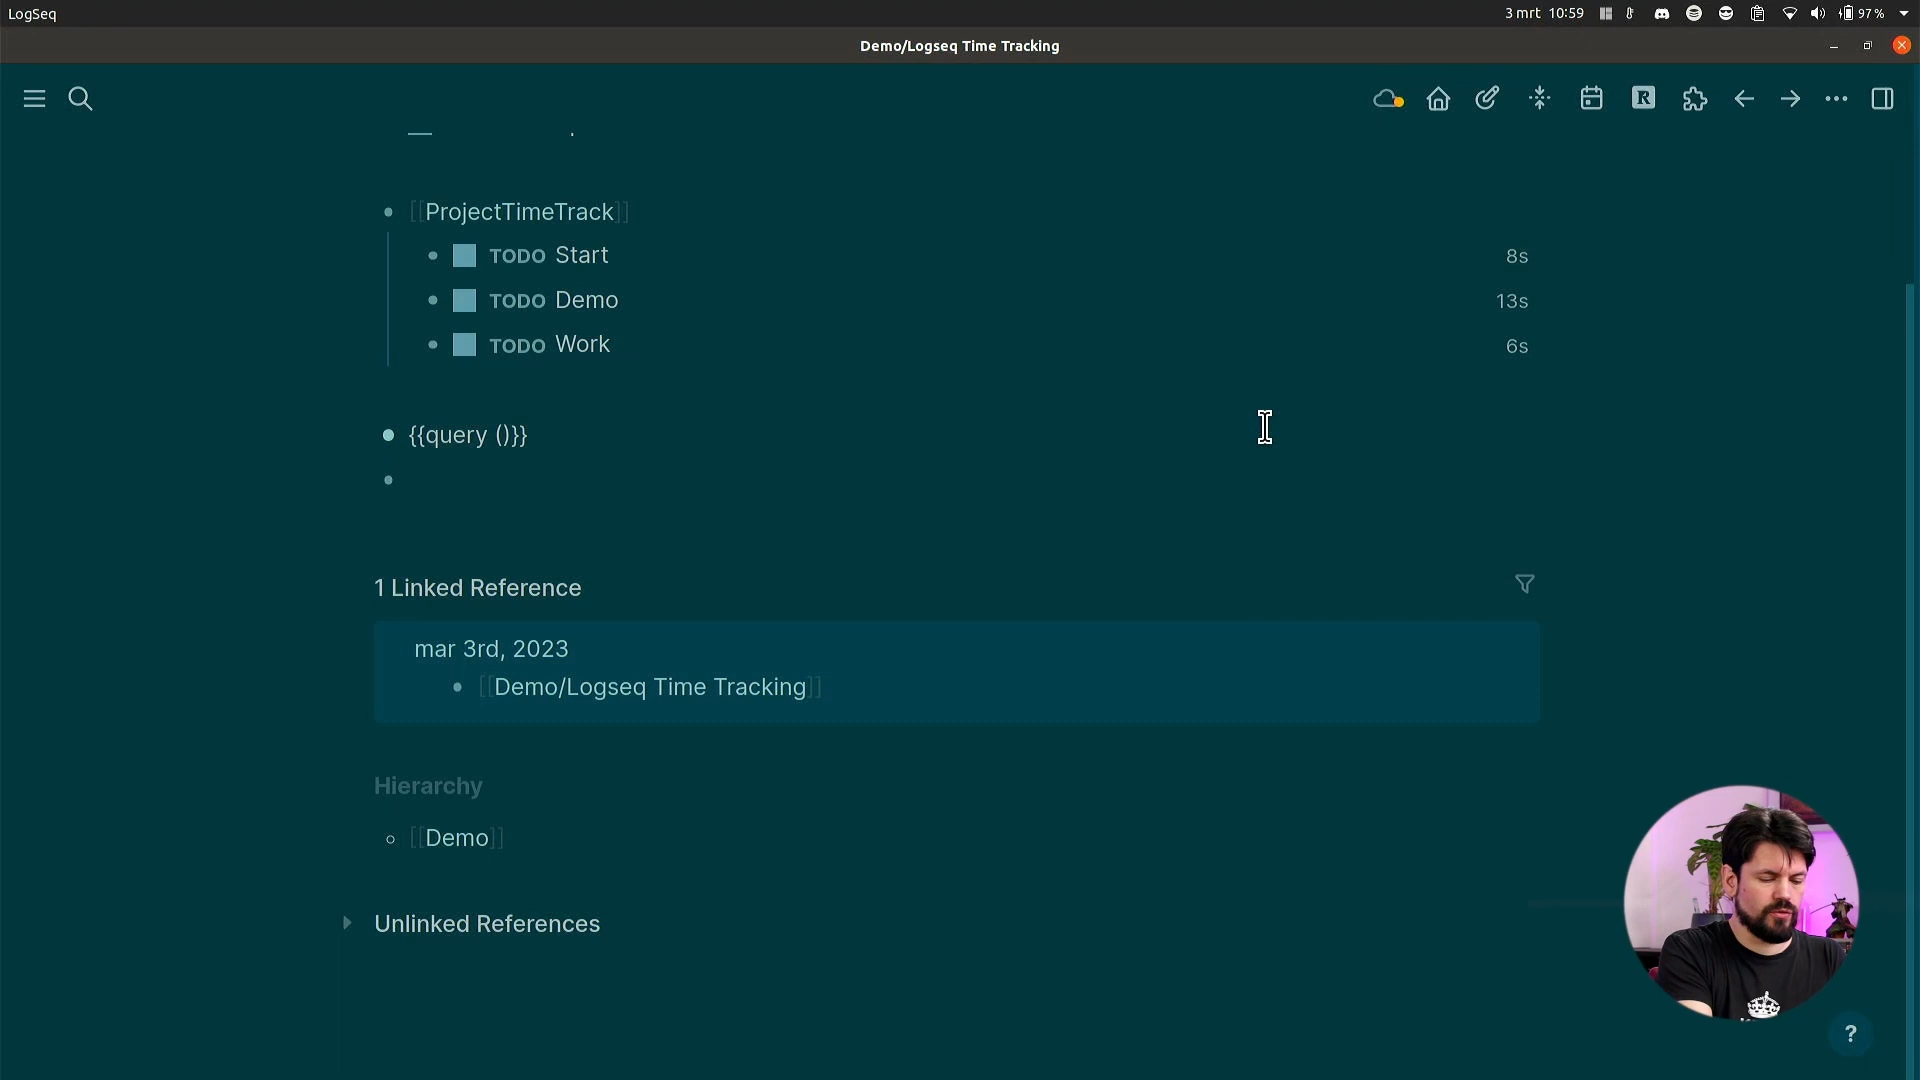 LogSeq
3 mrt 10:59
97 %
Demo/Logseq Time Tracking
[[ProjectTimeTrack]]
TODO Start 8s
TODO Demo 13s
TODO Work 6s
{{query ()}}
1 Linked Reference
mar 3rd, 2023
[[Demo/Logseq Time Tracking]]
Hierarchy
[[Demo]]
Unlinked References
?